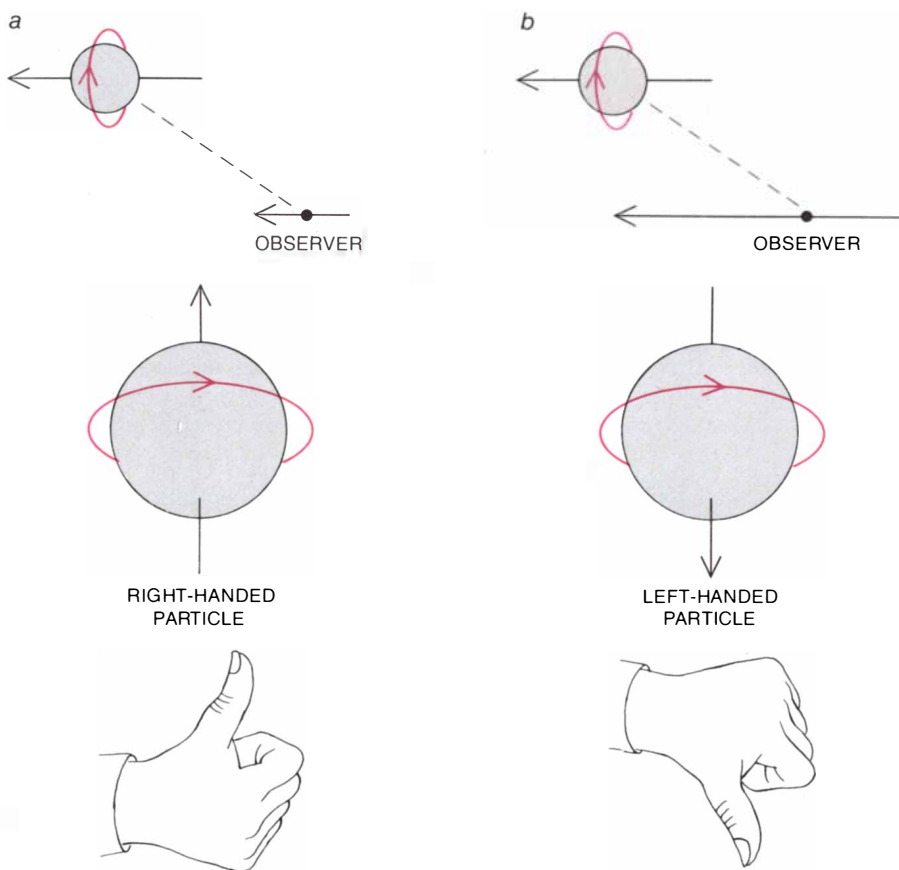 a
b
OBSERVER
OBSERVER
RIGHT-HANDED
PARTICLE
LEFT-HANDED
PARTICLE